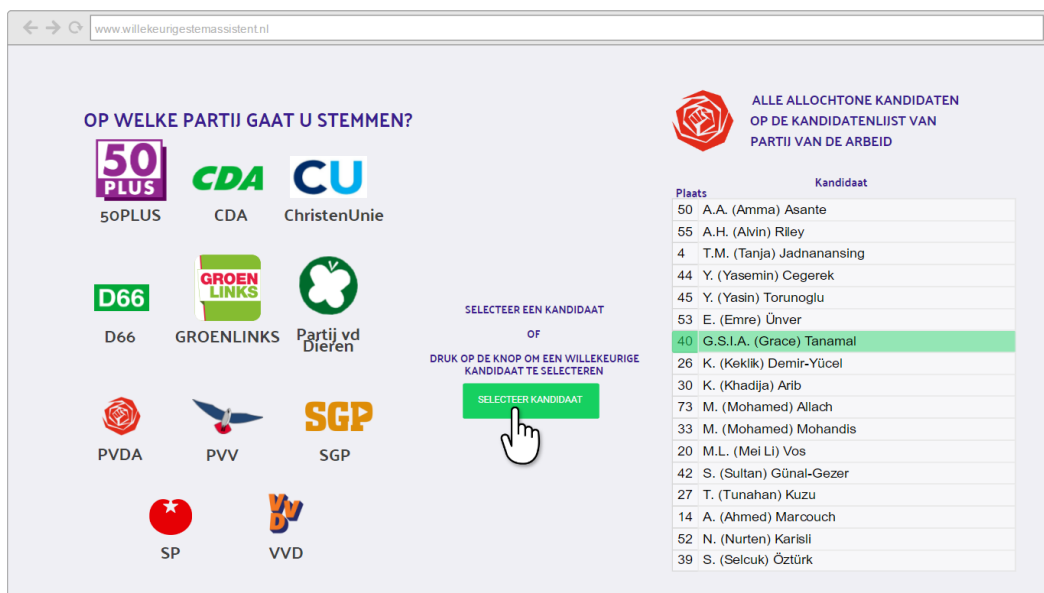 www.willekeurigestemassistent.nl
OP WELKE PARTIJ GAAT U STEMMEN?
50
PLUS
50PLUS
CDA
CDA
CU
ChristenUnie
D66
D66
GROEN
LINKS
GROENLINKS
Partij vd
Dieren
PVDA
PVV
SGP
SGP
SP
VVD
VVD
SELECTEER EEN KANDIDAAT
OF
DRUK OP DE KNOP OM EEN WILLEKEURIGE
KANDIDAAT TE SELECTEREN
SELECTEER KANDIDAAT
ALLE ALLOCHTONE KANDIDATEN
OP DE KANDIDATENLIJST VAN
PARTIJ VAN DE ARBEID
Plaats Kandidaat
50 A.A. (Amma) Asante
55 A.H. (Alvin) Riley
4 T.M. (Tanja) Jadnanansing
44 Y. (Yasemin) Cegerek
45 Y. (Yasin) Torunoglu
53 E. (Emre) Ünver
40 G.S.I.A. (Grace) Tanamal
26 K. (Keklik) Demir-Yücel
30 K. (Khadija) Arib
73 M. (Mohamed) Allach
33 M. (Mohamed) Mohandis
20 M.L. (Mei Li) Vos
42 S. (Sultan) Günal-Gezer
27 T. (Tunahan) Kuzu
14 A. (Ahmed) Marcouch
52 N. (Nurten) Karisli
39 S. (Selcuk) Öztürk